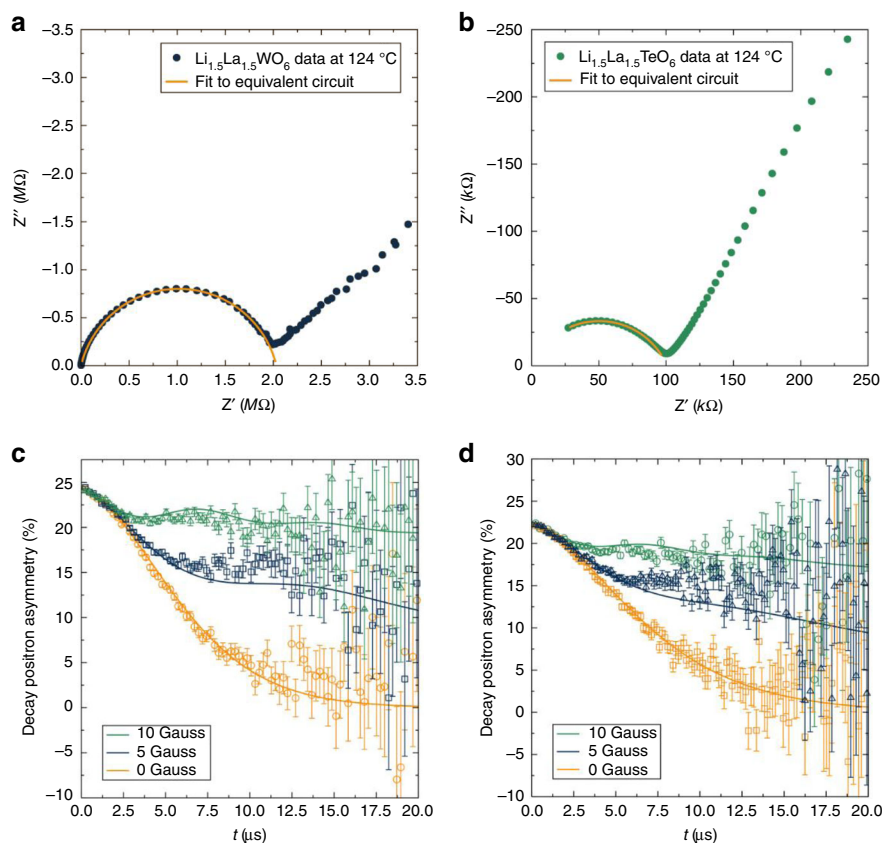 a
−3.5
−3.0
−2.5
−2.0
−1.5
−1.0
−0.5
0.0
Z′′ (MΩ)
Li1.5La1.5WO6 data at 124 °C
Fit to equivalent circuit
0.0 0.5 1.0 1.5 2.0 2.5 3.0 3.5
Z′ (MΩ)
b
−250
−200
−150
−100
−50
0
Z′′ (kΩ)
Li1.5La1.5TeO6 data at 124 °C
Fit to equivalent circuit
0 50 100 150 200 250
Z′ (kΩ)
c
25
20
15
10
5
0
−5
−10
Decay positron asymmetry (%)
10 Gauss
5 Gauss
0 Gauss
0.0 2.5 5.0 7.5 10.0 12.5 15.0 17.5 20.0
t (μs)
d
30
25
20
15
10
5
0
−5
−10
Decay positron asymmetry (%)
10 Gauss
5 Gauss
0 Gauss
0.0 2.5 5.0 7.5 10.0 12.5 15.0 17.5 20.0
t (μs)